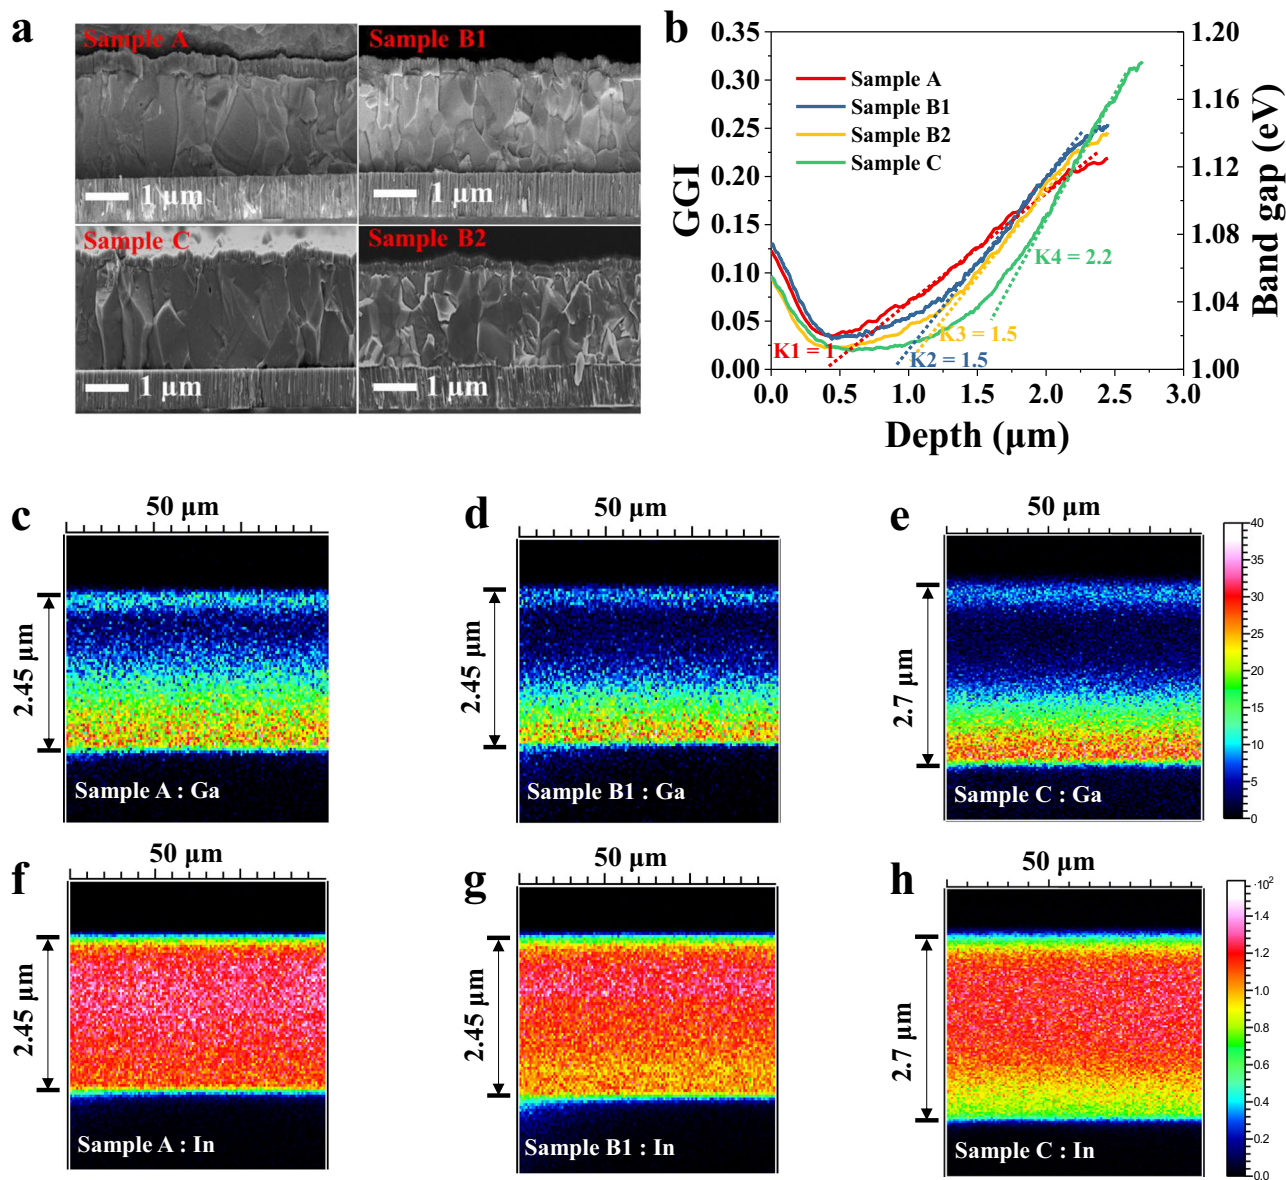 a
Sample A
Sample B1
1 μm
1 μm
Sample C
Sample B2
1 μm
1 μm
b
0.35
0.30
0.25
0.20
0.15
0.10
0.05
0.00
GGI
1.20
1.16
1.12
1.08
1.04
1.00
Band gap (eV)
Sample A
Sample B1
Sample B2
Sample C
K4 = 2.2
K3 = 1.5
K1 = 1
K2 = 1.5
0.0 0.5 1.0 1.5 2.0 2.5 3.0
Depth (μm)
c
50 μm
2.45 μm
Sample A : Ga
d
50 μm
2.45 μm
Sample B1 : Ga
e
50 μm
2.7 μm
Sample C : Ga
40
35
30
25
20
15
10
5
0
f
50 μm
2.45 μm
Sample A : In
g
50 μm
2.45 μm
Sample B1 : In
h
50 μm
2.7 μm
Sample C : In
·10²
1.4
1.2
1.0
0.8
0.6
0.4
0.2
0.0